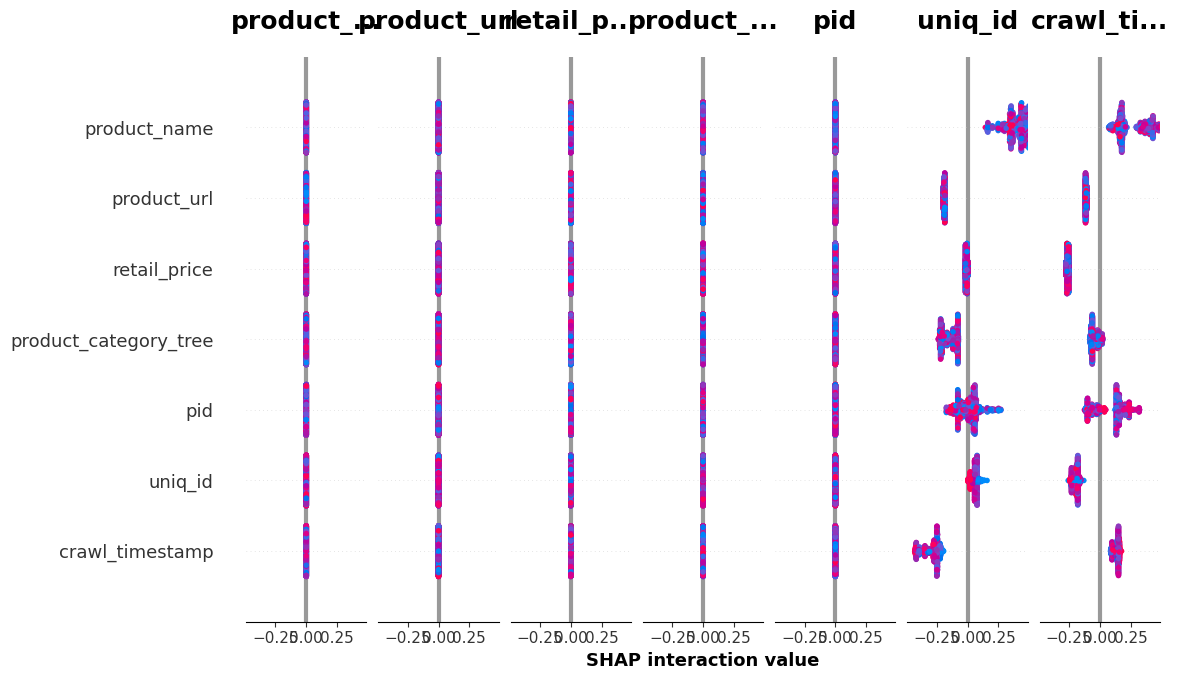 product_... product_url retail_p... product_... pid uniq_id crawl_ti...
product_name
product_url
retail_price
product_category_tree
pid
uniq_id
crawl_timestamp
−0.25 0.00 0.25 −0.25 0.00 0.25 −0.25 0.00 0.25 −0.25 0.00 0.25 −0.25 0.00 0.25 −0.25 0.00 0.25 −0.25 0.00 0.25
SHAP interaction value